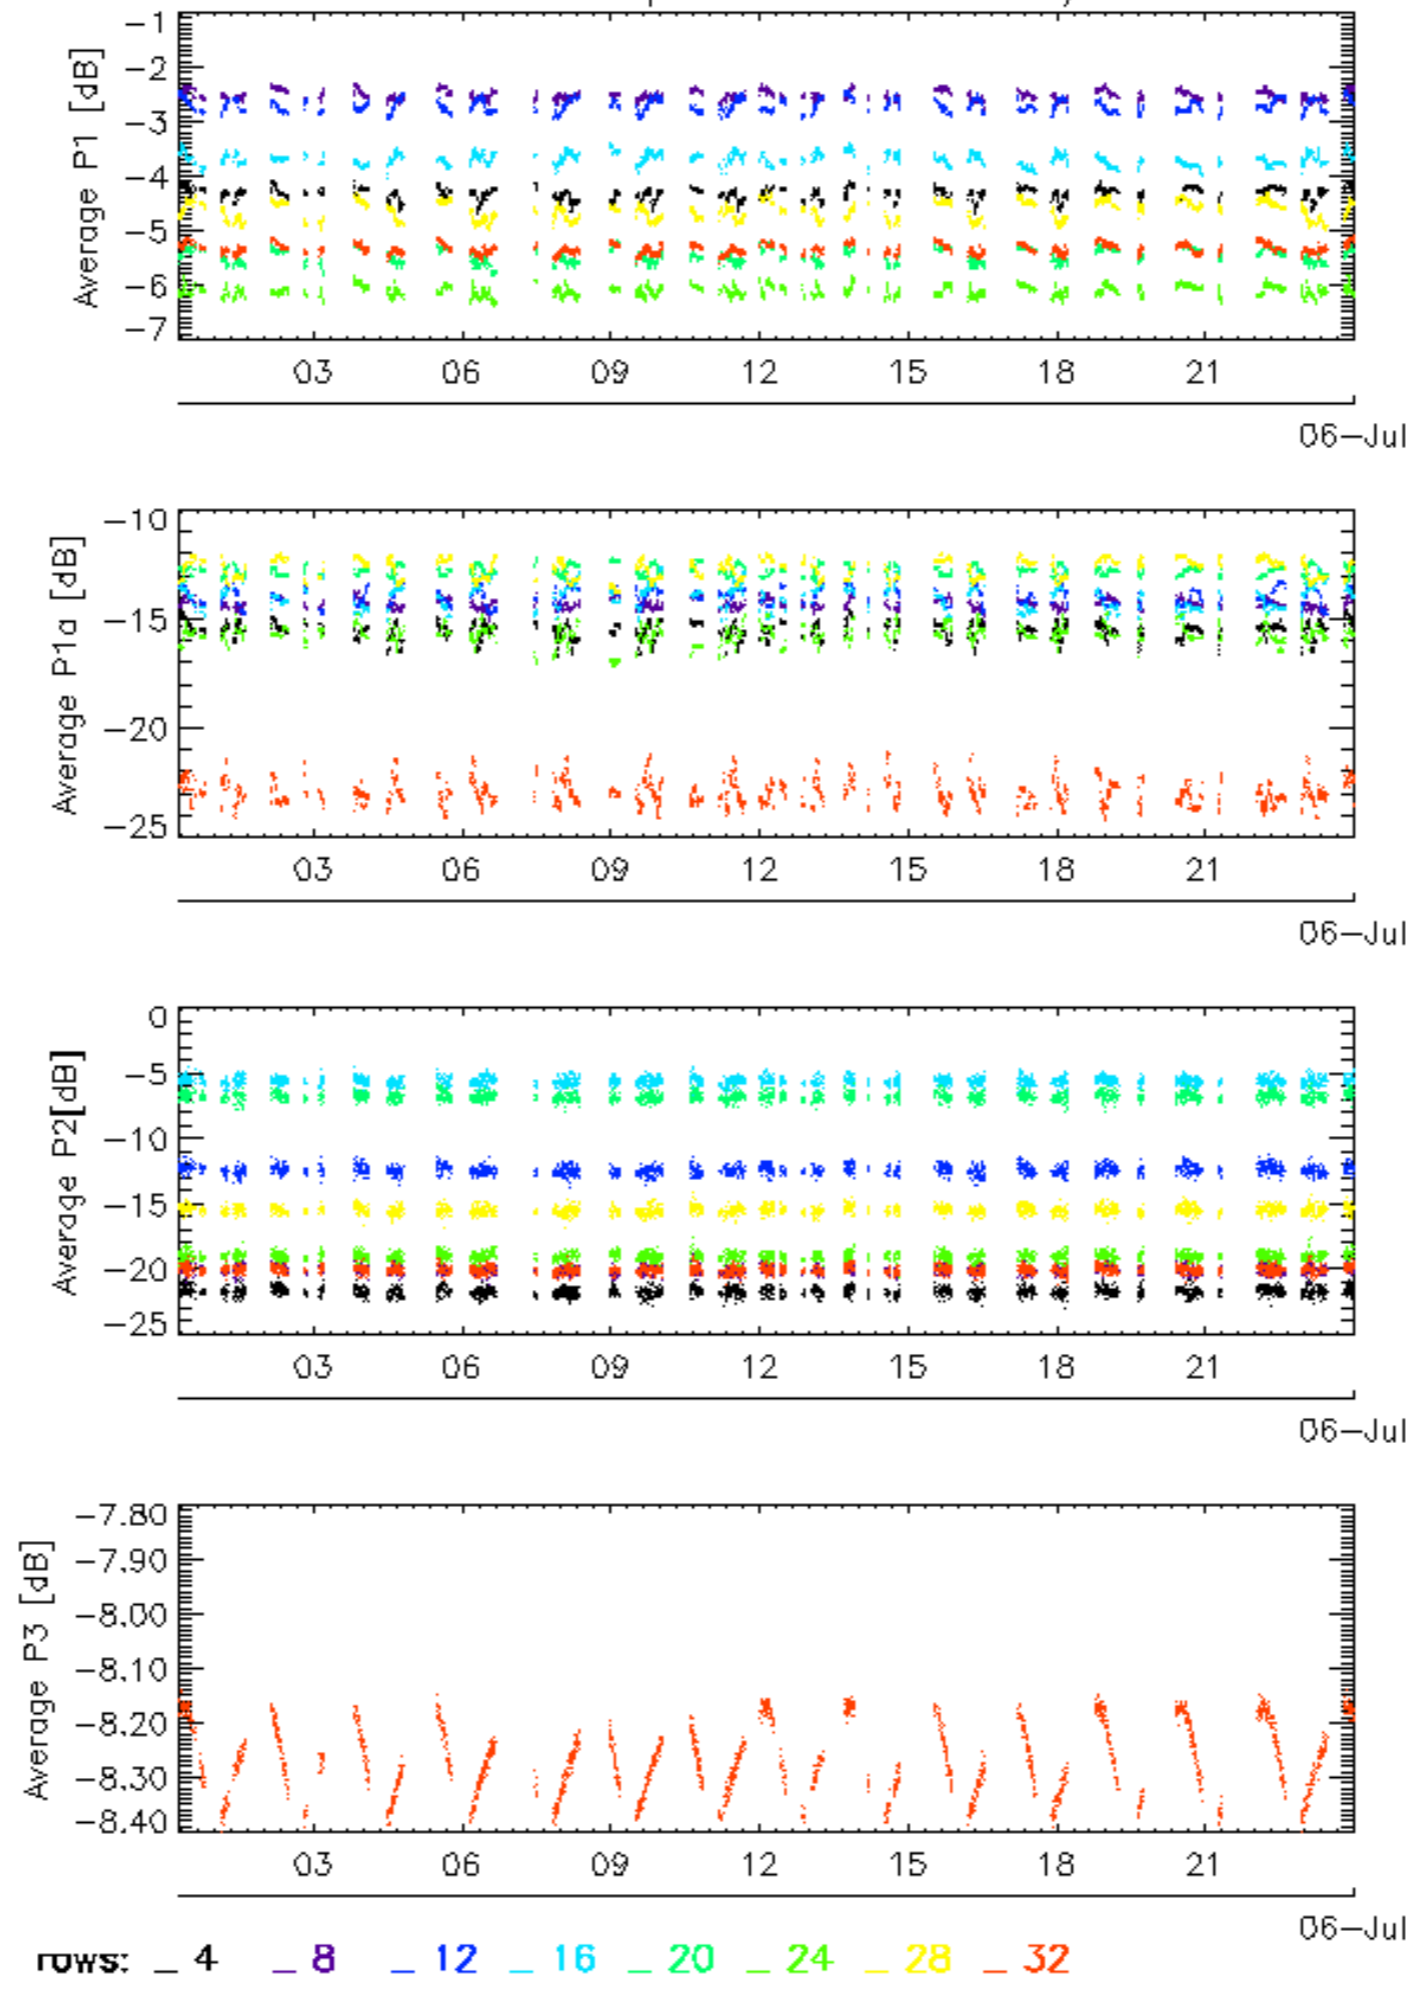 Average P1 [dB]
−1
−2
−3
−4
−5
−6
−7
03 06 09 12 15 18 21
06−Jul
Average P1a [dB]
−10
−15
−20
−25
03 06 09 12 15 18 21
06−Jul
Average P2[dB]
0
−5
−10
−15
−20
−25
03 06 09 12 15 18 21
06−Jul
Average P3 [dB]
−7.80
−7.90
−8.00
−8.10
−8.20
−8.30
−8.40
03 06 09 12 15 18 21
06−Jul
rows: _ 4 _ 8 _ 12 _ 16 _ 20 _ 24 _ 28 _ 32